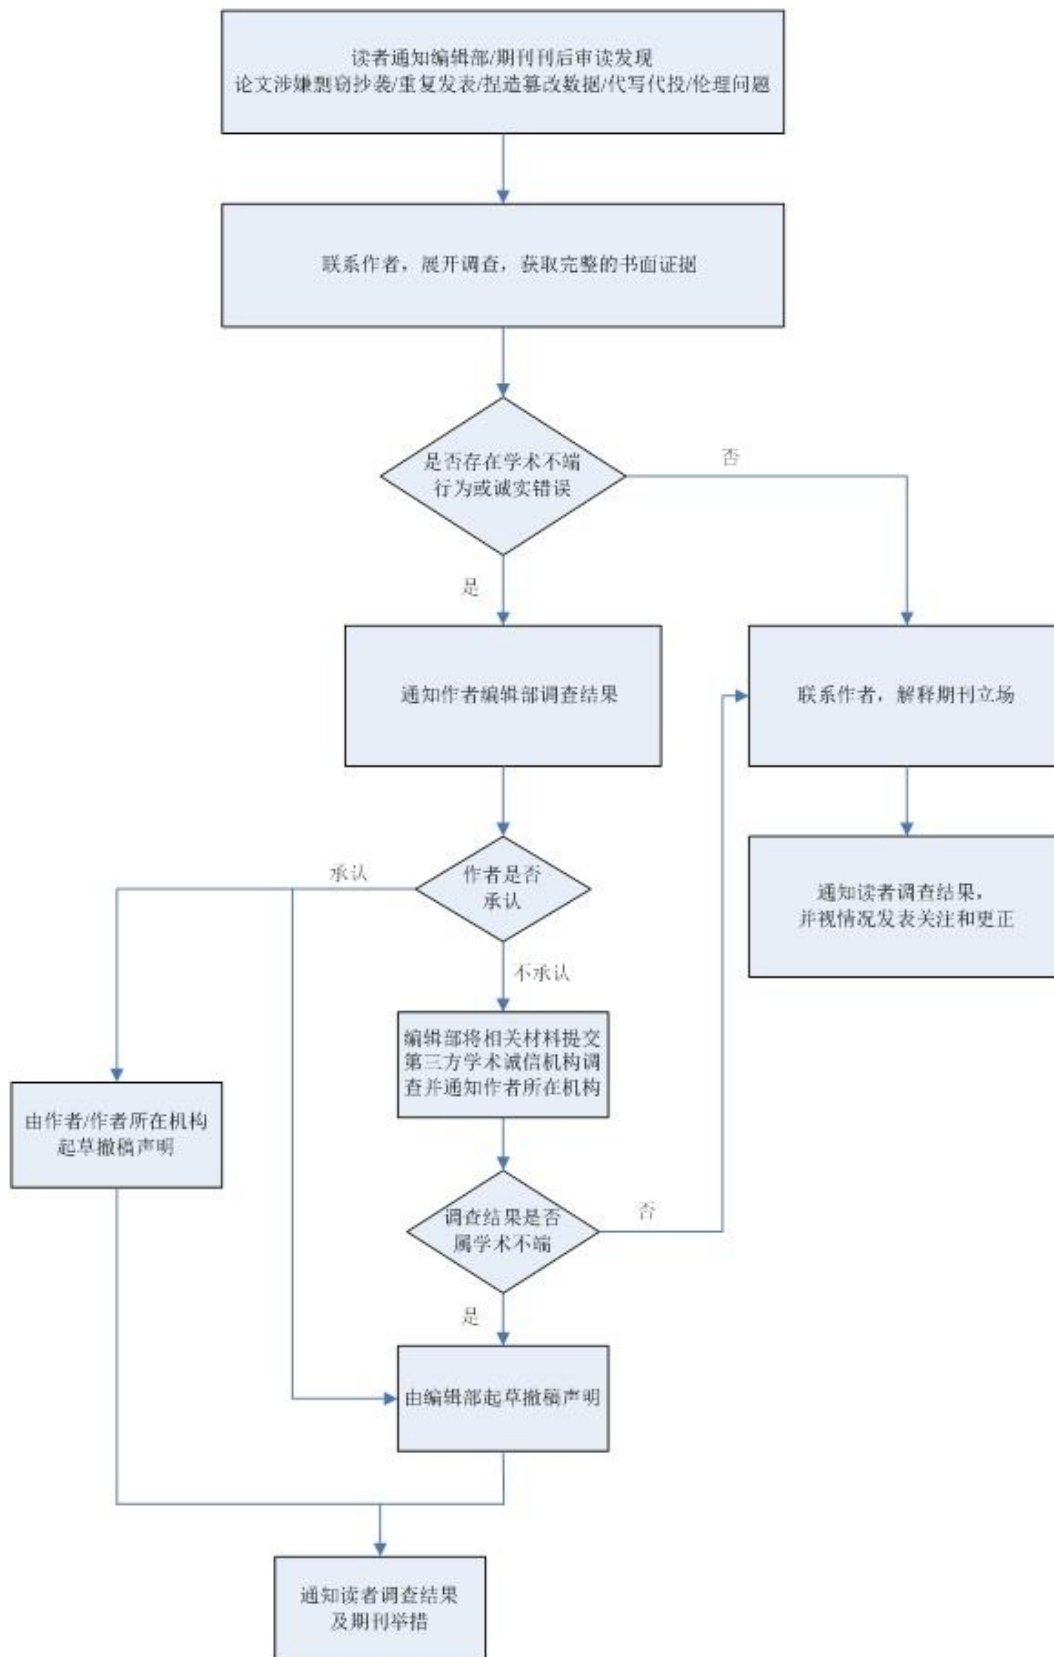 读者通知编辑部/期刊刊后审读发现
论文涉嫌剽窃抄袭/重复发表/捏造篡改数据/代写代投/伦理问题
联系作者，展开调查，获取完整的书面证据
是否存在学术不端
行为或诚实错误
否
是
通知作者编辑部调查结果
联系作者，解释期刊立场
作者是否
承认
承认
通知读者调查结果，
并视情况发表关注和更正
不承认
编辑部将相关材料提交
第三方学术诚信机构调
查并通知作者所在机构
由作者/作者所在机构
起草撤稿声明
调查结果是否
属学术不端
否
是
由编辑部起草撤稿声明
通知读者调查结果
及期刊举措